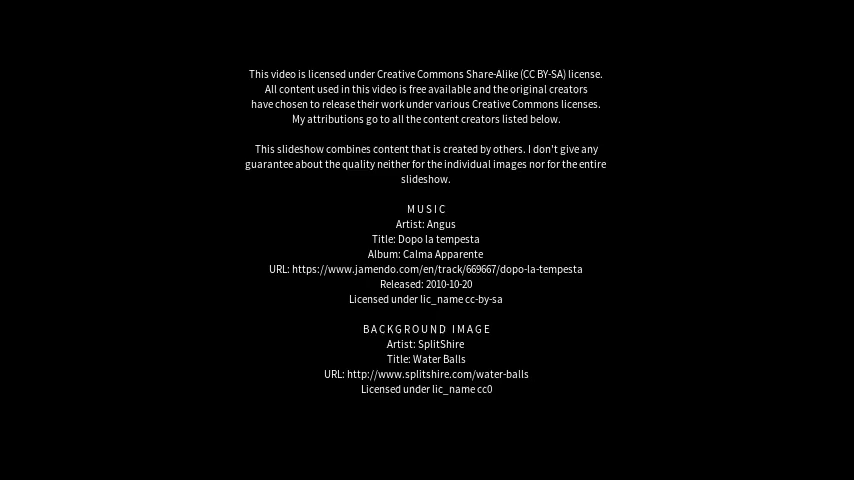 This video is licensed under Creative Commons Share-Alike (CC BY-SA) license.
All content used in this video is free available and the original creators
have chosen to release their work under various Creative Commons licenses.
My attributions go to all the content creators listed below.
This slideshow combines content that is created by others. I don't give any
guarantee about the quality neither for the individual images nor for the entire
slideshow.
MUSIC
Artist: Angus
Title: Dopo la tempesta
Album: Calma Apparente
URL: https://www.jamendo.com/en/track/669667/dopo-la-tempesta
Released: 2010-10-20
Licensed under lic_name cc-by-sa
BACKGROUND IMAGE
Artist: SplitShire
Title: Water Balls
URL: http://www.splitshire.com/water-balls
Licensed under lic_name cc0